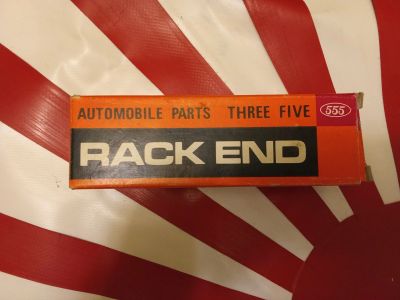 AUTOMOBILE PARTS THREE FIVE 555
RACK END